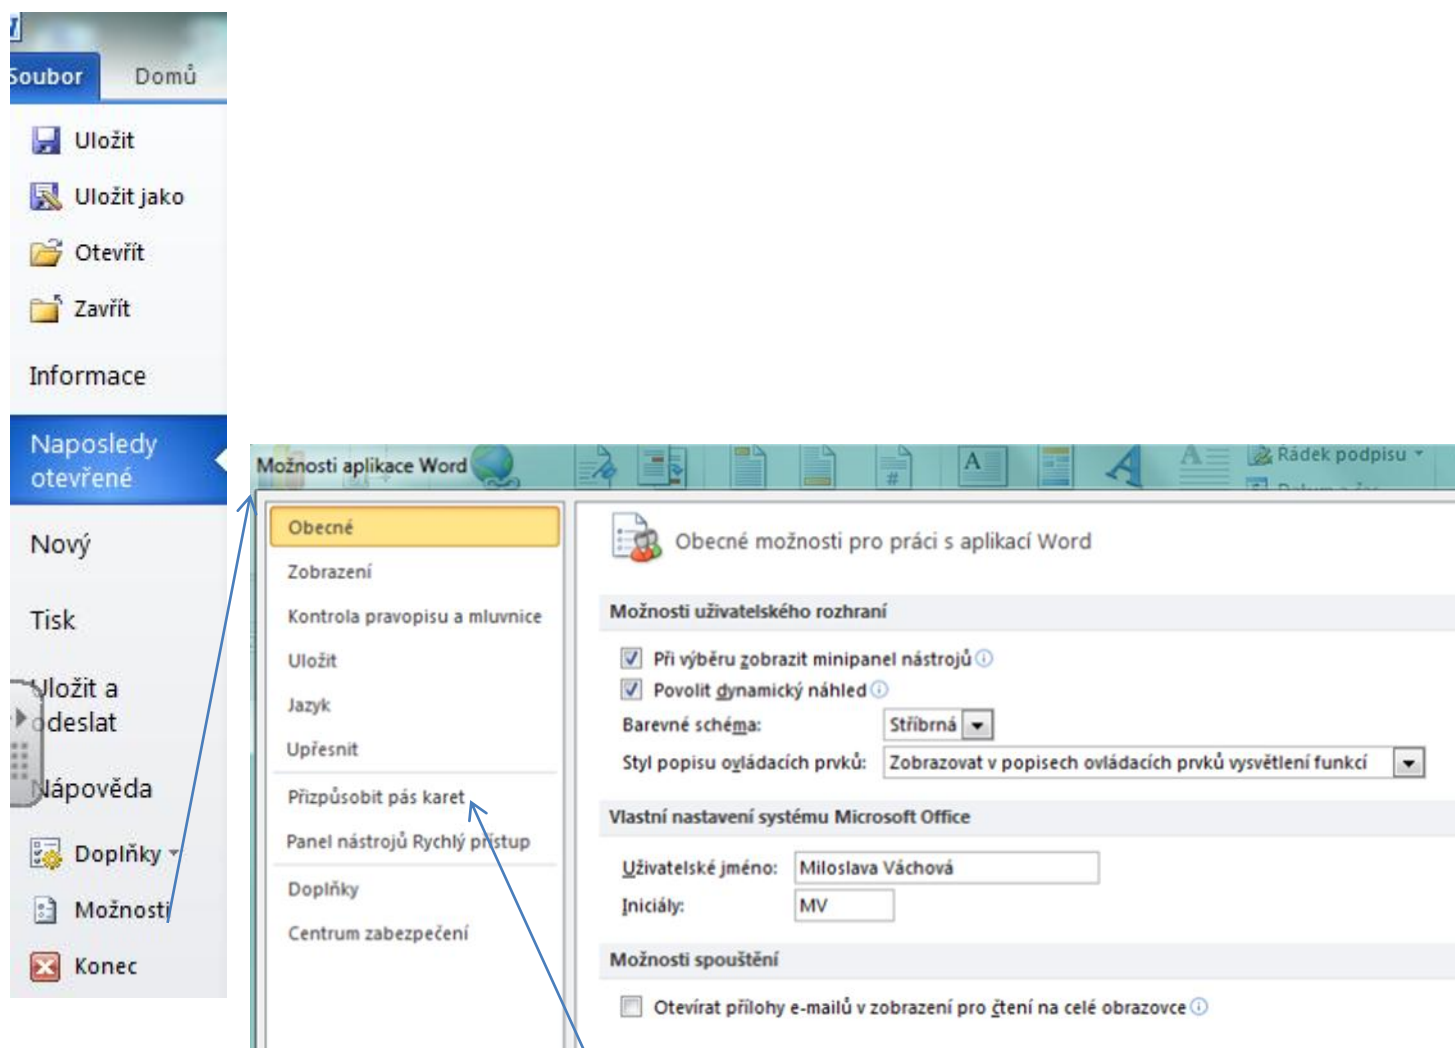 Soubor Domů
Uložit
Uložit jako
Otevřít
Zavřít
Informace
Naposledy
otevřené
Nový
Tisk
Uložit a
odeslat
Nápověda
Doplňky
Možnosti
Konec
Možnosti aplikace Word
Řádek podpisu
Obecné
Zobrazení
Kontrola pravopisu a mluvnice
Uložit
Jazyk
Upřesnit
Přizpůsobit pás karet
Panel nástrojů Rychlý přístup
Doplňky
Centrum zabezpečení
Obecné možnosti pro práci s aplikací Word
Možnosti uživatelského rozhraní
Při výběru zobrazit minipanel nástrojů
Povolit dynamický náhled
Barevné schéma: Stříbrná
Styl popisu ovládacích prvků: Zobrazovat v popisech ovládacích prvků vysvětlení funkcí
Vlastní nastavení systému Microsoft Office
Uživatelské jméno: Miloslava Váchová
Iniciály: MV
Možnosti spouštění
Otevírat přílohy e-mailů v zobrazení pro čtení na celé obrazovce